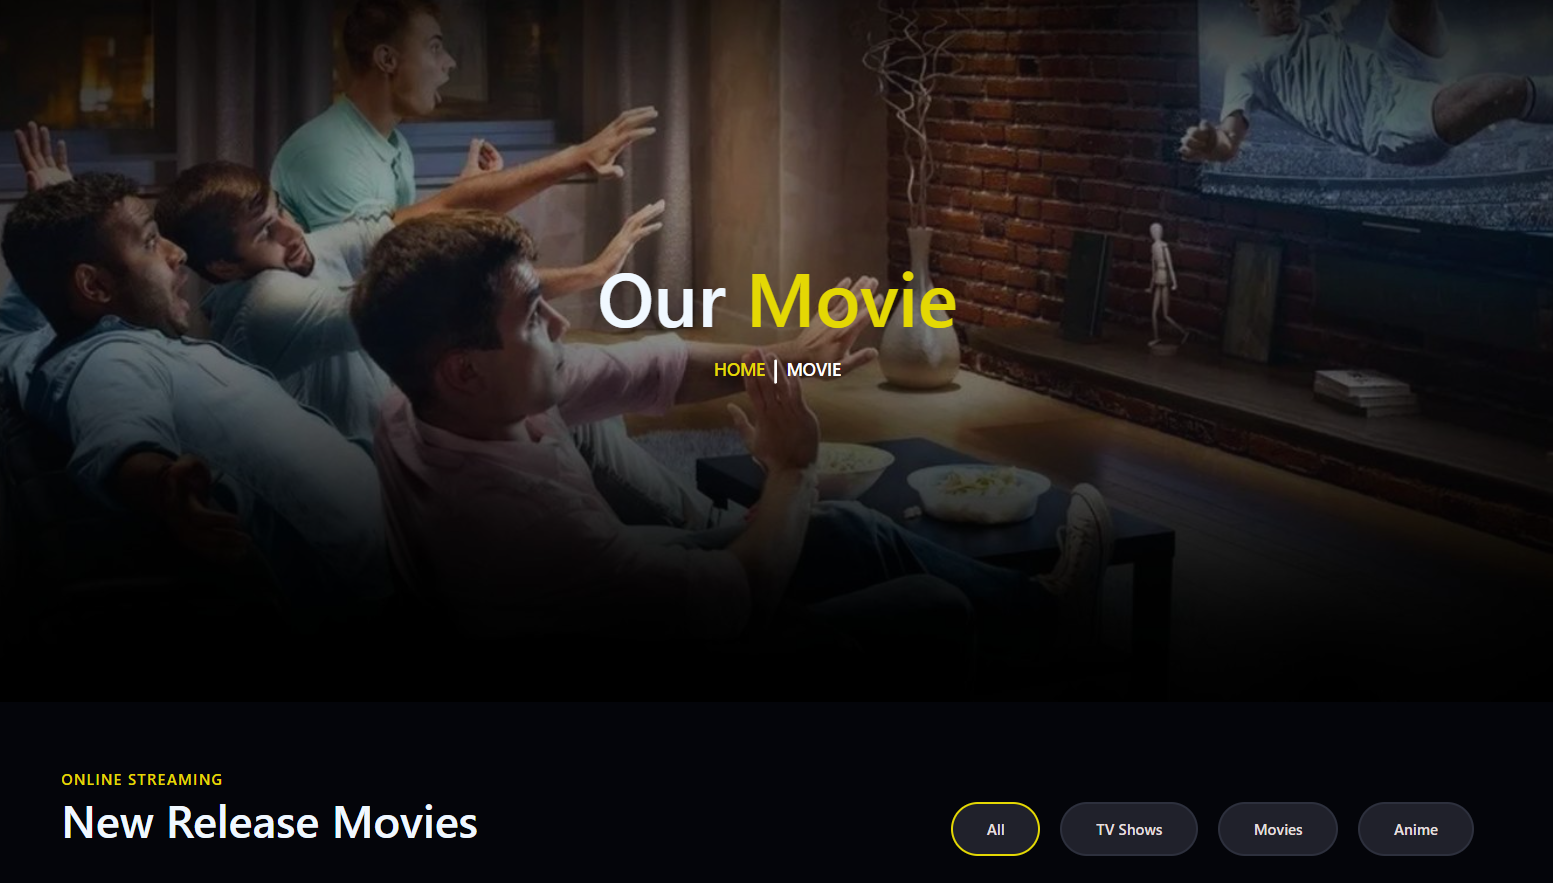 Our Movie
HOME | MOVIE
ONLINE STREAMING
New Release Movies
All TV Shows Movies Anime